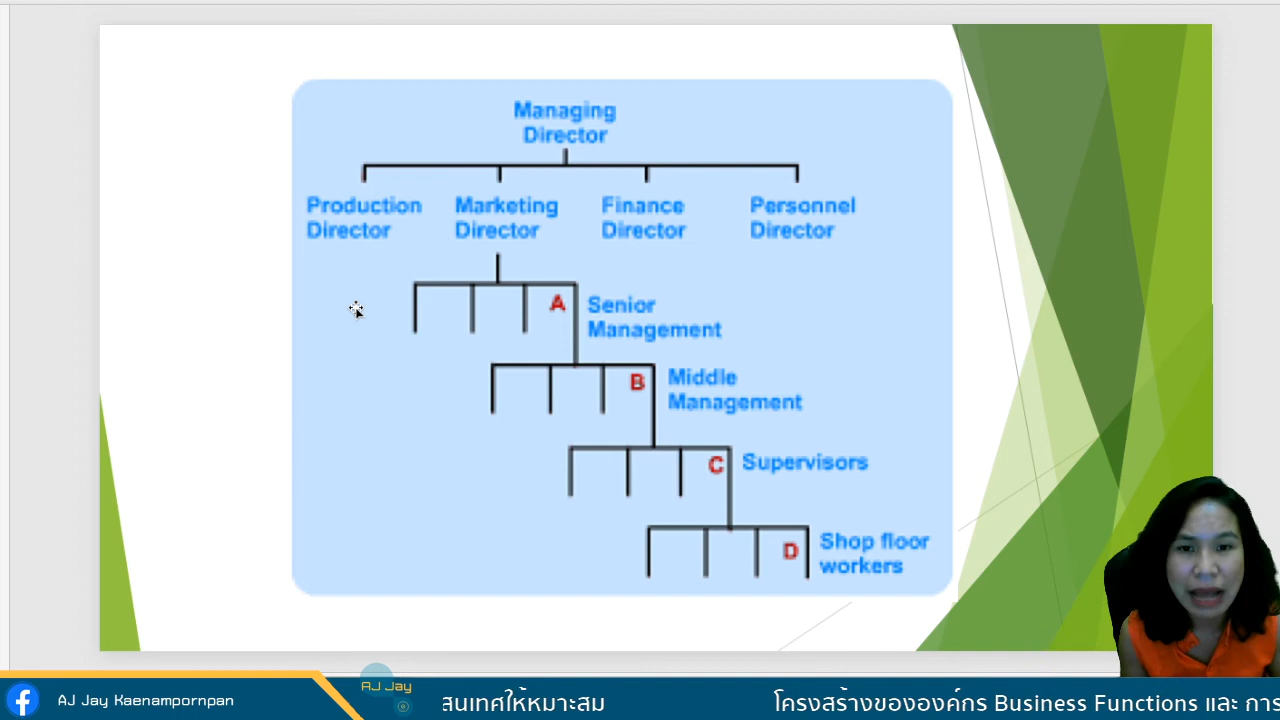 Managing
Director
Production
Director
Marketing
Director
Finance
Director
Personnel
Director
A
Senior
Management
B
Middle
Management
C
Supervisors
D
Shop floor
workers
AJ Jay Kaenampornpan
AJ Jay
สนเทศให้หมาะสม
โครงสร้างขององค์กร Business Functions และ การ